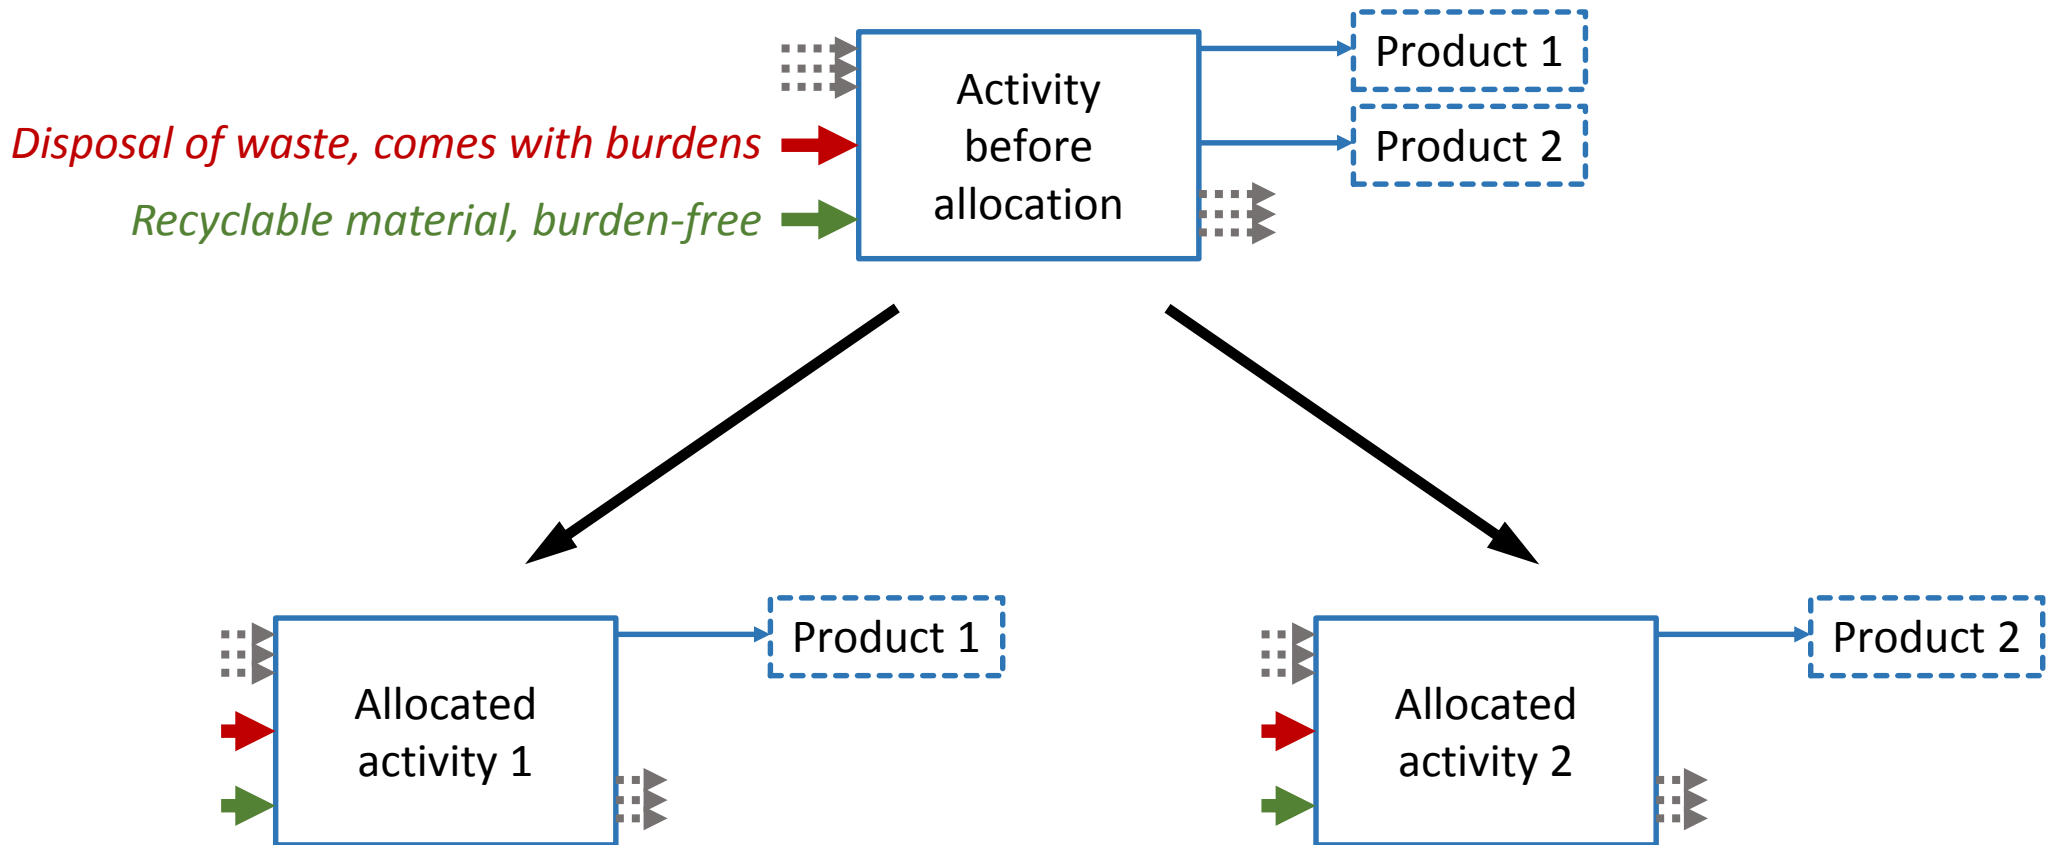 Activity
before
allocation
Product 1
Product 2
Disposal of waste, comes with burdens
Recyclable material, burden-free
Allocated
activity 1
Product 1
Allocated
activity 2
Product 2